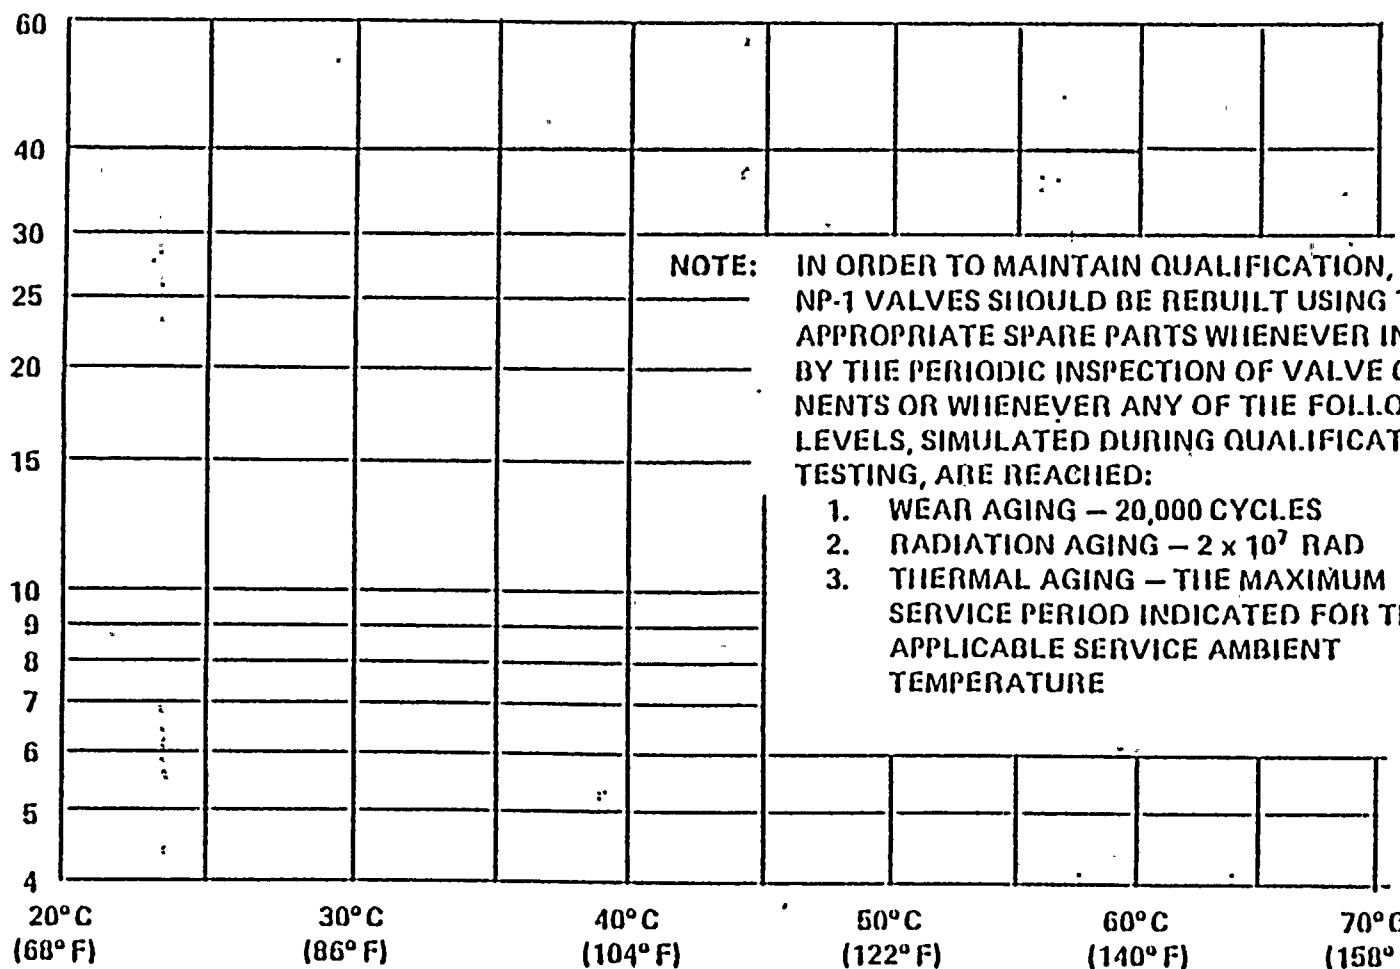 60
40
30
NOTE: IN ORDER TO MAINTAIN QUALIFICATION,
25
NP-1 VALVES SHOULD BE REBUILT USING
APPROPRIATE SPARE PARTS WHENEVER
20
BY THE PERIODIC INSPECTION OF VALVE
NENTS OR WHENEVER ANY OF THE
15
LEVELS, SIMULATED DURING
TESTING, ARE REACHED:
1. WEAR AGING – 20,000 CYCLES
2. RADIATION AGING – 2 x 10⁷ RAD
10
3. THERMAL AGING – THE MAXIMUM
9
SERVICE PERIOD INDICATED FOR
8
APPLICABLE SERVICE AMBIENT
TEMPERATURE
7
6
5
4
20°C 30°C 40°C 50°C 60°C 70°C
(68°F) (86°F) (104°F) (122°F) (140°F) (158°